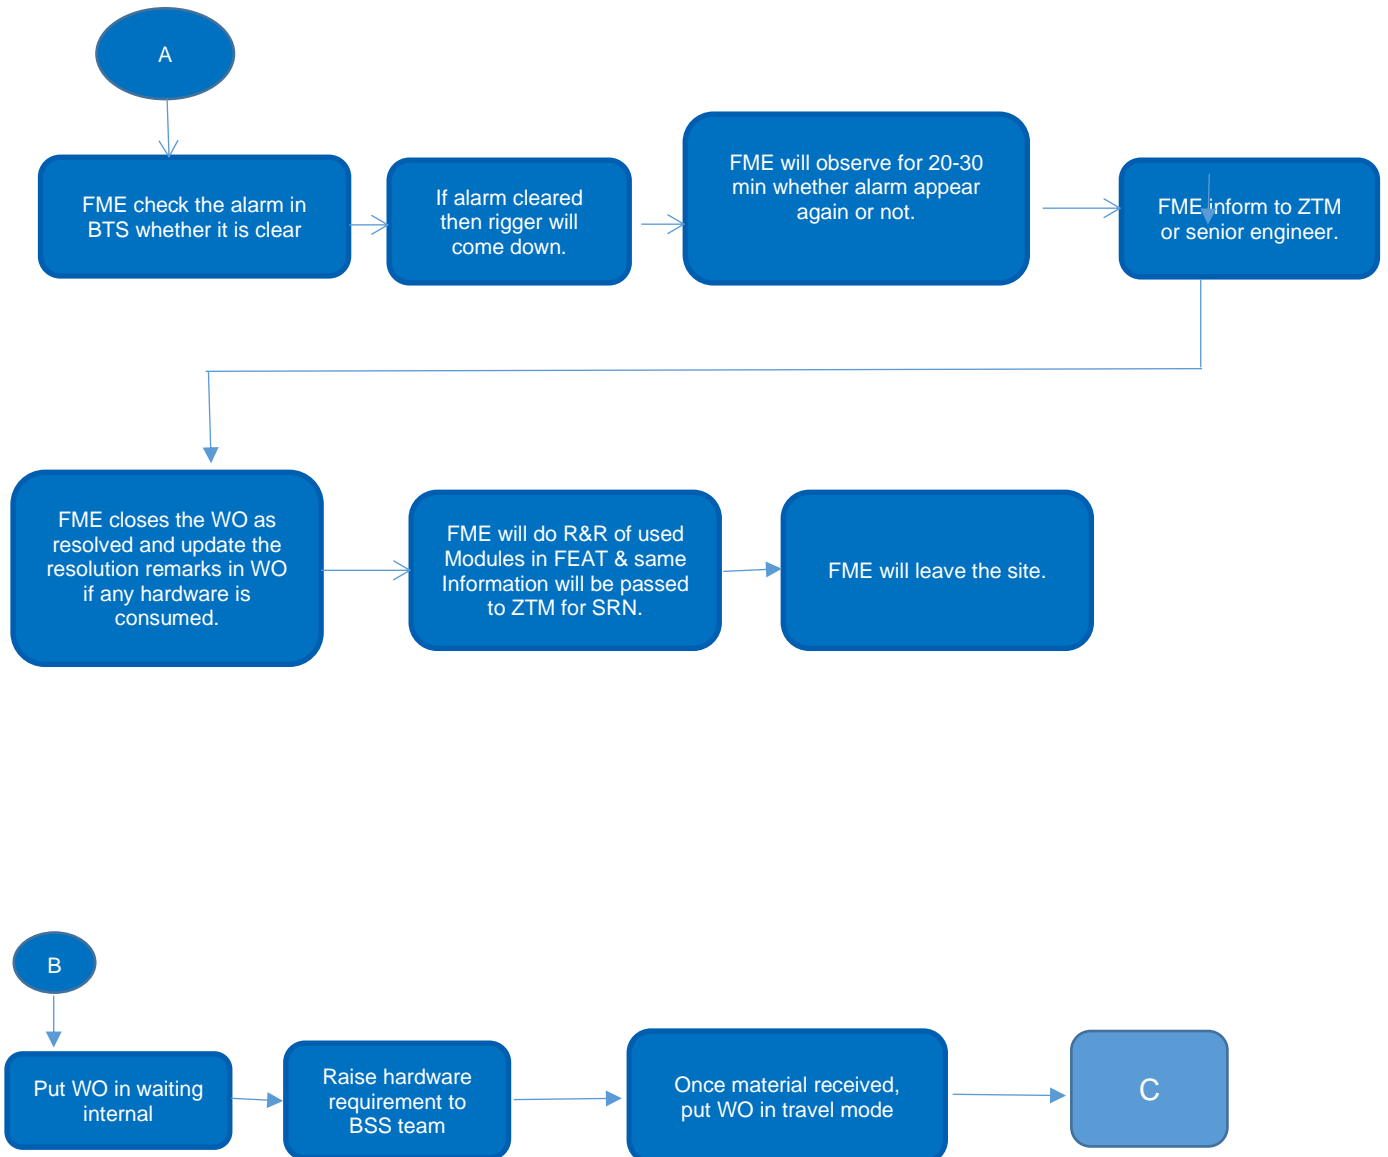 A
FME check the alarm in
BTS whether it is clear
If alarm cleared
then rigger will
come down.
FME will observe for 20-30
min whether alarm appear
again or not.
FME inform to ZTM
or senior engineer.
FME closes the WO as
resolved and update the
resolution remarks in WO
if any hardware is
consumed.
FME will do R&R of used
Modules in FEAT & same
Information will be passed
to ZTM for SRN.
FME will leave the site.
B
Put WO in waiting
internal
Raise hardware
requirement to
BSS team
Once material received,
put WO in travel mode
C